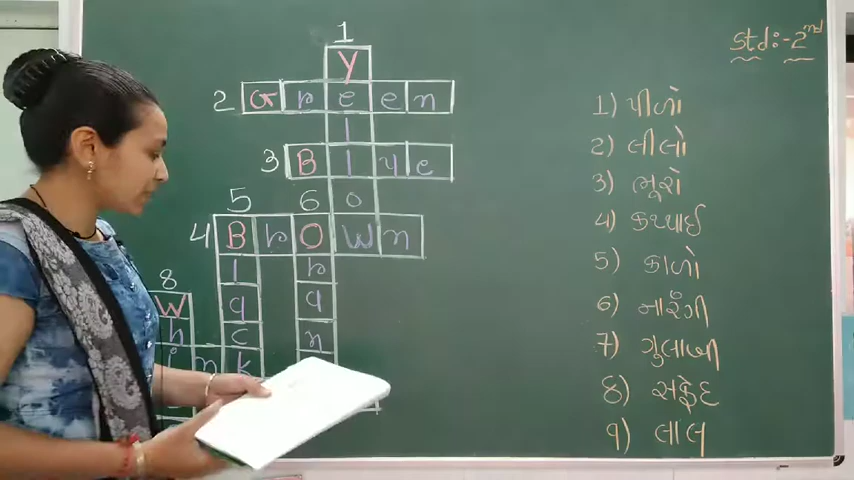 Std:-2nd
1
Y
2 Green
l
3 Blue
5 6 o
4 BrOWn
l r
8 a a
W c n
h k
i n
1) પીળો
2) લીલો
3) ભૂરો
4) કથ્થાઈ
5) કાળો
6) નારંગી
7) ગુલાબી
8) સફેદ
9) લાલ